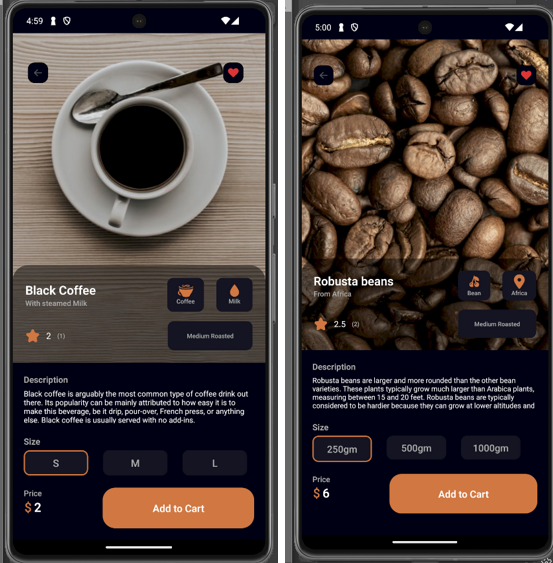 4:59
Black Coffee
With steamed Milk
Coffee
Milk
2 (1)
Medium Roasted
Description
Black coffee is arguably the most common type of coffee drink out
there. Its popularity can be mainly attributed to how easy it is to
make this beverage, be it drip, pour-over, French press, or anything
else. Black coffee is usually served with no add-ins.
Size
S
M
L
Price
$ 2
Add to Cart
5:00
Robusta beans
From Africa
Bean
Africa
2.5 (2)
Medium Roasted
Description
Robusta beans are larger and more rounded than the other bean
varieties. These plants typically grow much larger than Arabica plants,
measuring between 15 and 20 feet. Robusta beans are typically
considered to be hardier because they can grow at lower altitudes and
Size
250gm
500gm
1000gm
Price
$ 6
Add to Cart